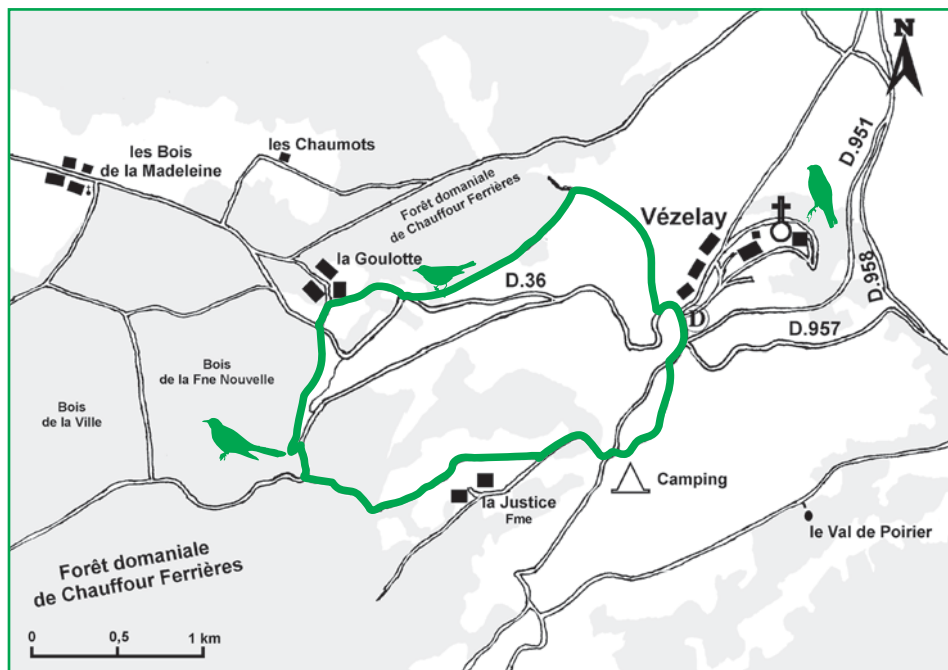 N
D.951
les Chaumots
les Bois
de la Madeleine
Forêt domaniale
de Chauffour Ferrières
Vézelay
la Goulotte
D.36
D.958
D
D.957
Bois
de la Fne Nouvelle
Bois
de la Ville
Camping
la Justice
Fme
le Val de Poirier
Forêt domaniale
de Chauffour Ferrières
0 0,5 1 km